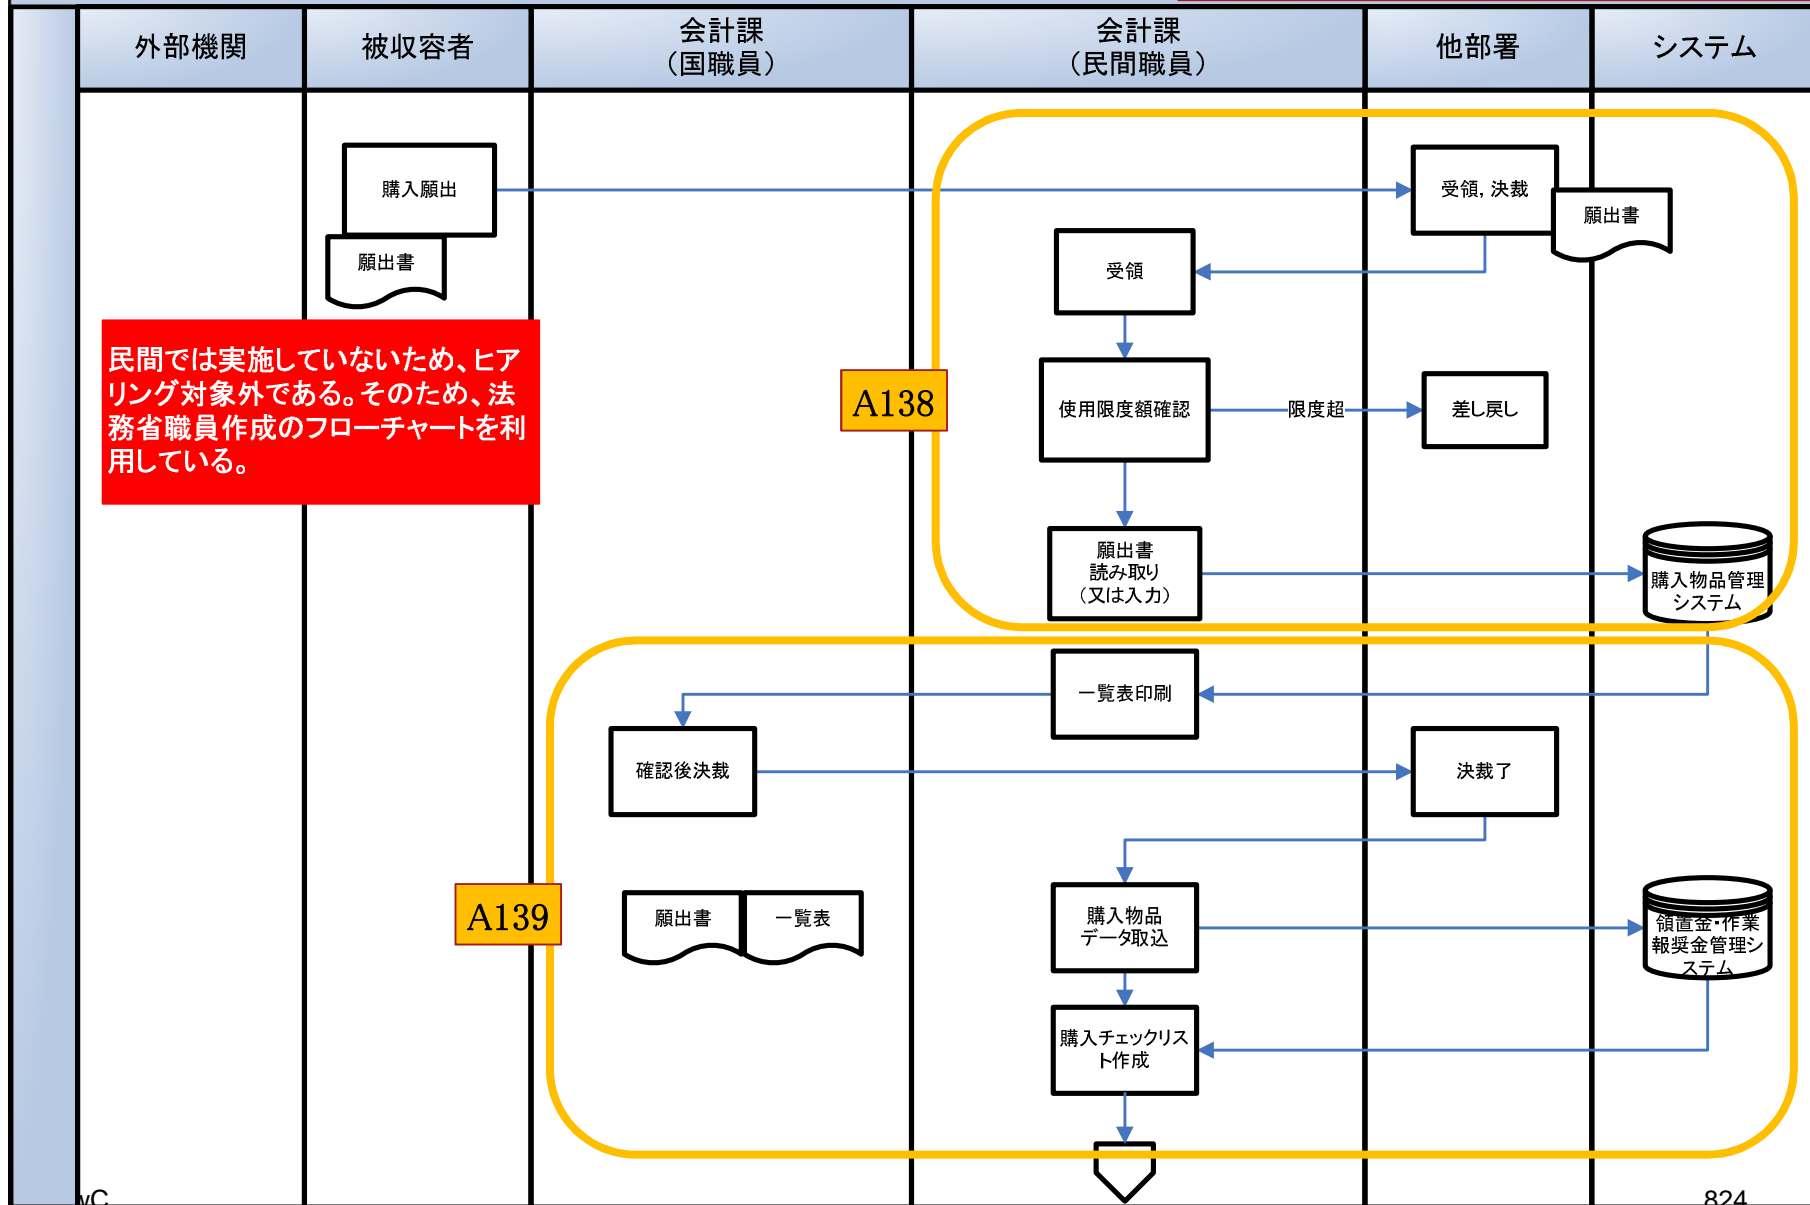 外部機関
被収容者
会計課
（国職員）
会計課
（民間職員）
他部署
システム
購入願出
願出書
受領，決裁
願出書
受領
民間では実施していないため、ヒア
リング対象外である。そのため、法
務省職員作成のフローチャートを利
用している。
A138
使用限度額確認
限度超
差し戻し
願出書
読み取り
（又は入力）
購入物品管理
システム
一覧表印刷
確認後決裁
決裁了
A139
願出書
一覧表
購入物品
データ取込
領置金・作業
報奨金管理シ
ステム
購入チェックリス
ト作成
wC
824